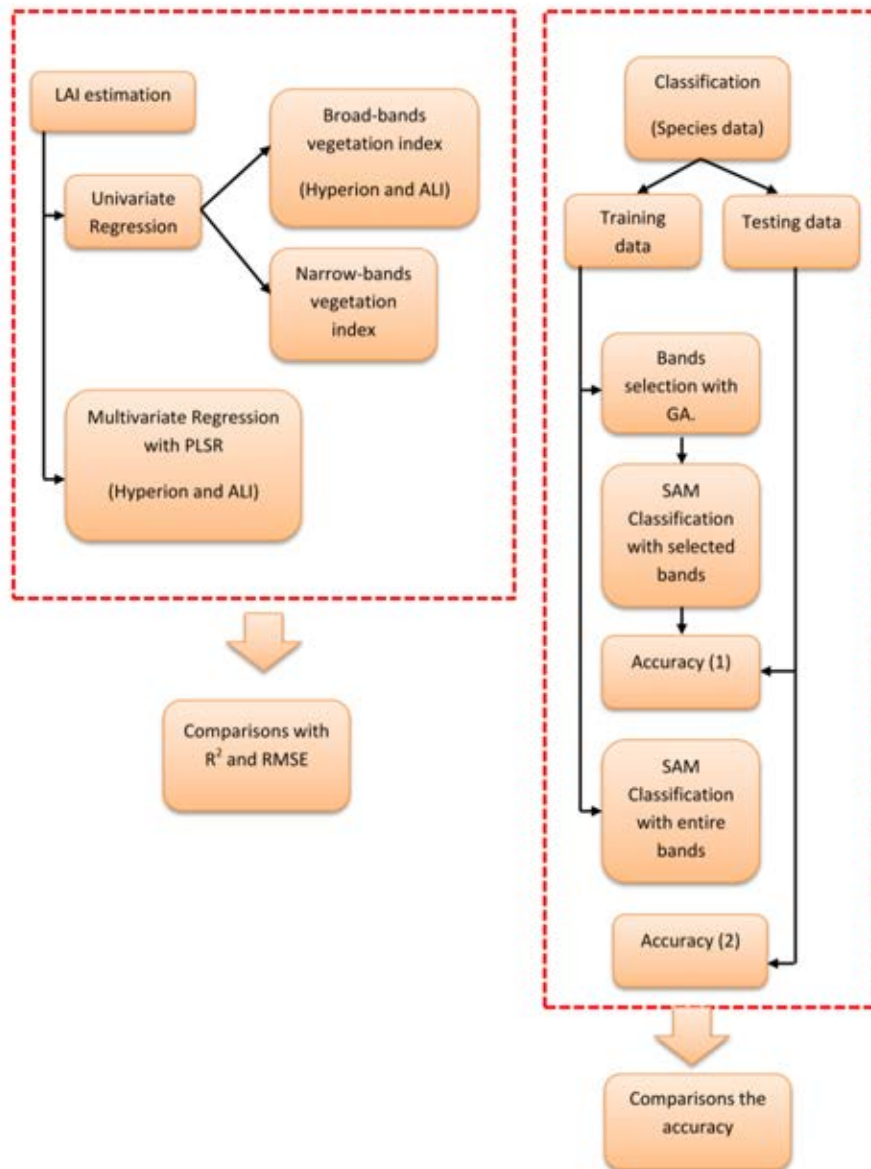 LAI estimation
Univariate
Regression
Broad-bands
vegetation index
(Hyperion and ALI)
Narrow-bands
vegetation
index
Multivariate Regression
with PLSR
(Hyperion and ALI)
Comparisons with
R² and RMSE
Classification
(Species data)
Training
data
Testing data
Bands
selection with
GA.
SAM
Classification
with selected
bands
Accuracy (1)
SAM
Classification
with entire
bands
Accuracy (2)
Comparisons the
accuracy